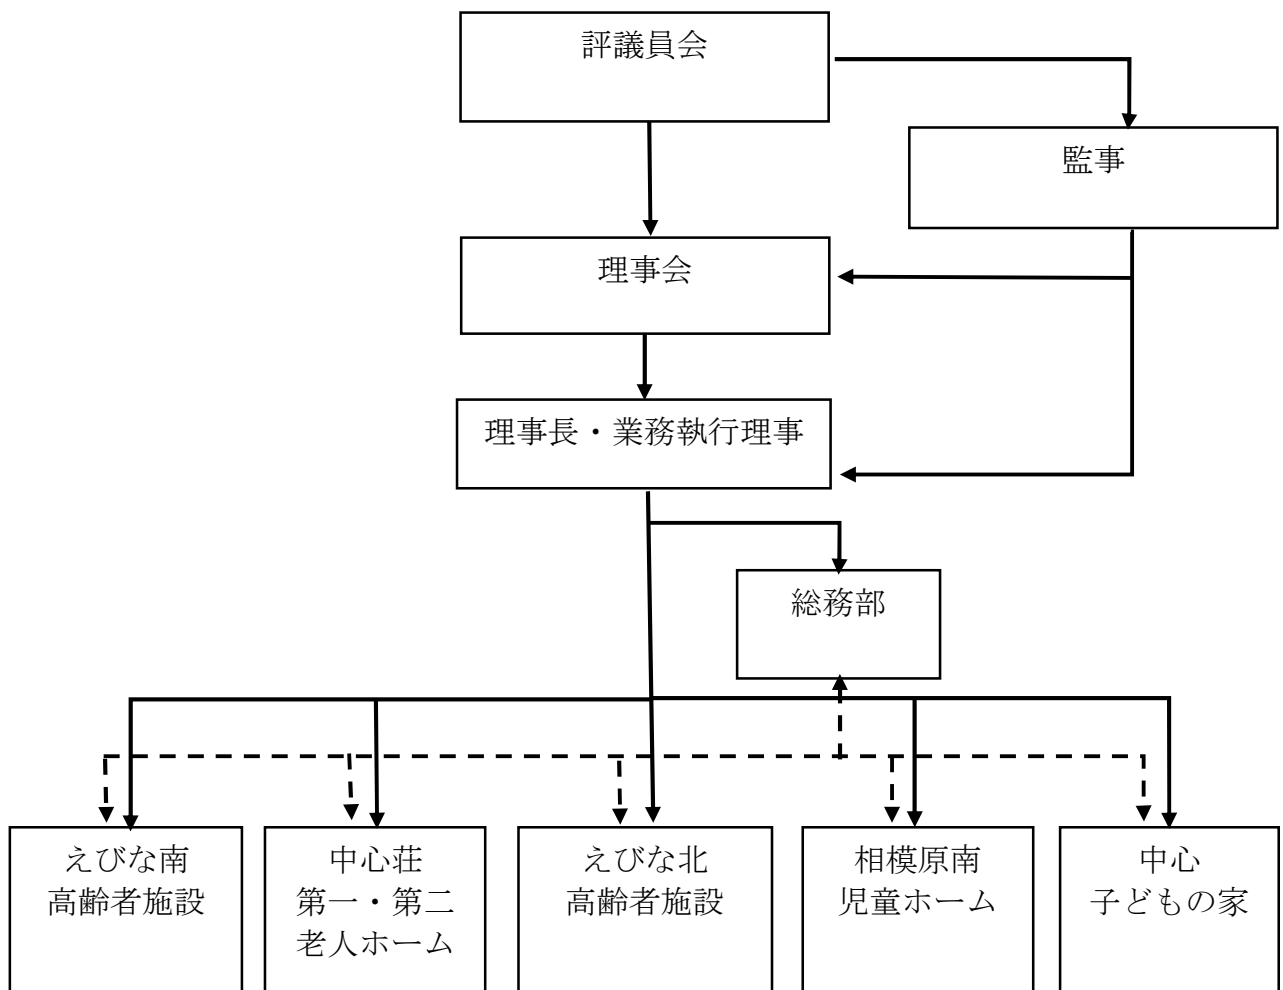 評議員会
監事
理事会
理事長・業務執行理事
総務部
えびな南
高齢者施設
中心荘
第一・第二
老人ホーム
えびな北
高齢者施設
相模原南
児童ホーム
中心
子どもの家